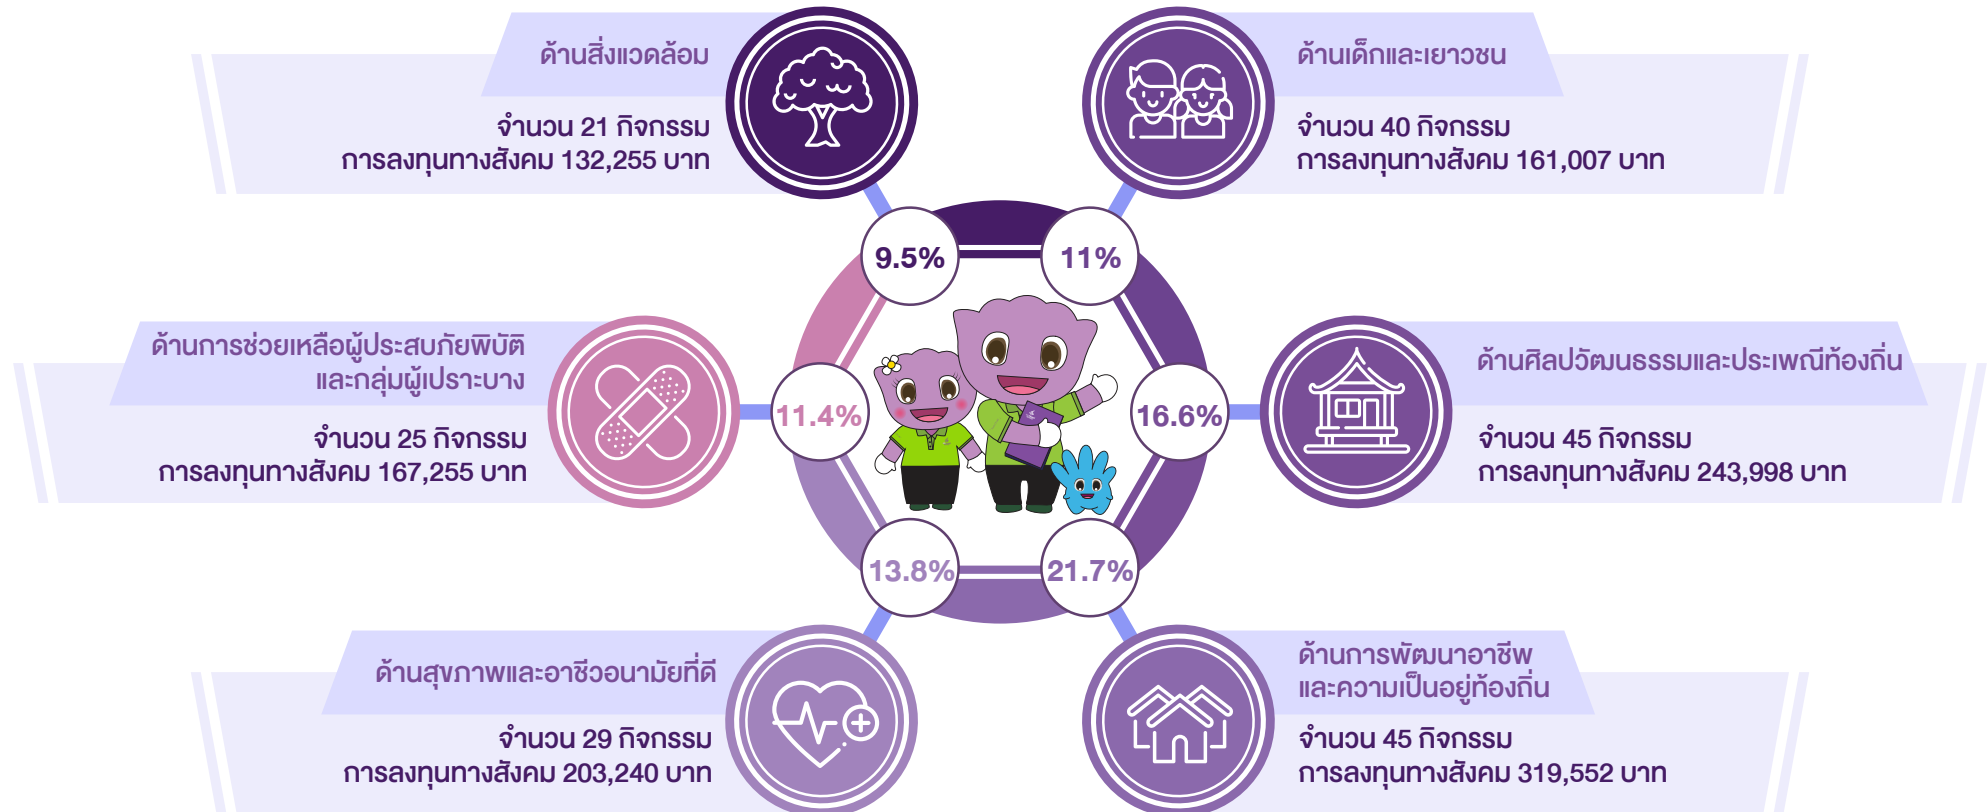 ด้านสิ่งแวดล้อม
จำนวน 21 กิจกรรม
การลงทุนทางสังคม 132,255 บาท
ด้านเด็กและเยาวชน
จำนวน 40 กิจกรรม
การลงทุนทางสังคม 161,007 บาท
9.5%
11%
ด้านการช่วยเหลือผู้ประสบภัยพิบัติ
และกลุ่มผู้เปราะบาง
จำนวน 25 กิจกรรม
การลงทุนทางสังคม 167,255 บาท
11.4%
16.6%
ด้านศิลปวัฒนธรรมและประเพณีท้องถิ่น
จำนวน 45 กิจกรรม
การลงทุนทางสังคม 243,998 บาท
13.8%
21.7%
ด้านสุขภาพและอาชีวอนามัยที่ดี
จำนวน 29 กิจกรรม
การลงทุนทางสังคม 203,240 บาท
ด้านการพัฒนาอาชีพ
และความเป็นอยู่ท้องถิ่น
จำนวน 45 กิจกรรม
การลงทุนทางสังคม 319,552 บาท